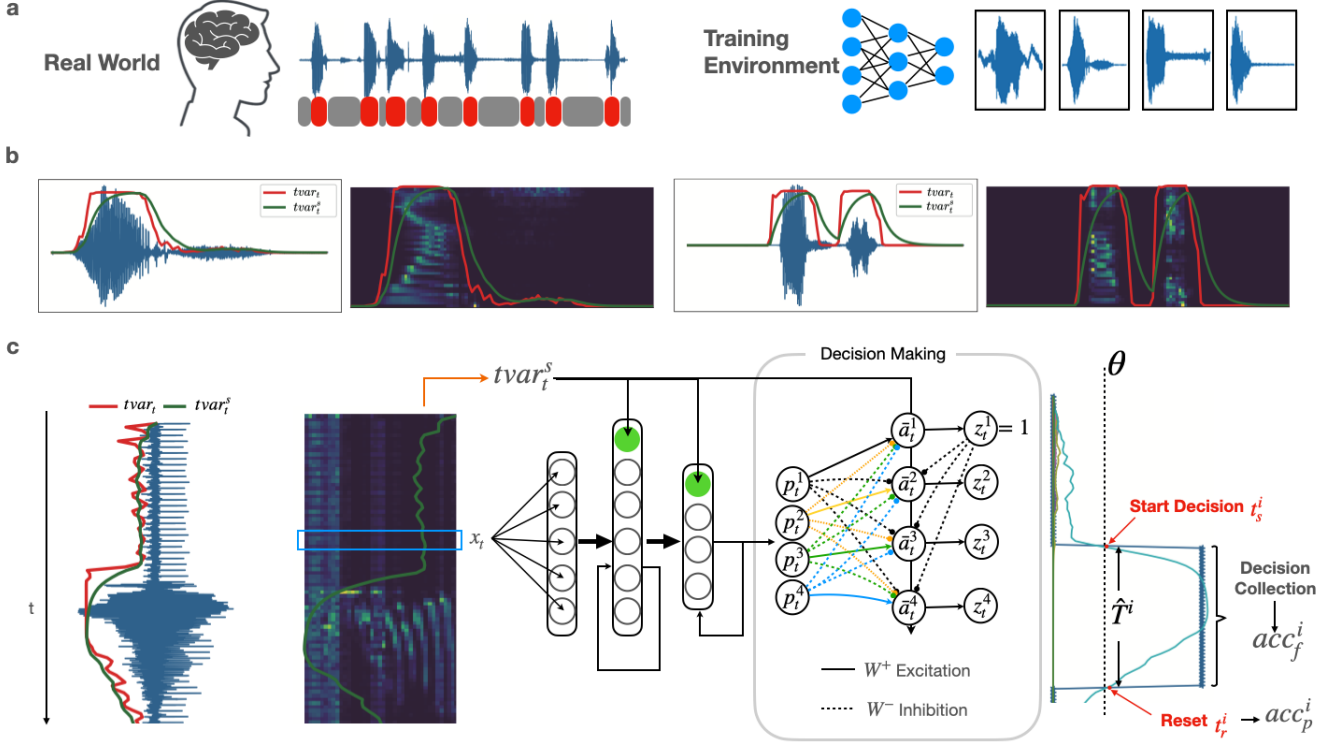 a
Real World
Training
Environment
b
tvar_t
tvar_t^s
tvar_t
tvar_t^s
c
tvar_t
tvar_t^s
t
tvar_t^s
x_t
Decision Making
p_t^1
p_t^2
p_t^3
p_t^4
ā_t^1
ā_t^2
ā_t^3
ā_t^4
z_t^1 = 1
z_t^2
z_t^3
z_t^4
W^+ Excitation
W^- Inhibition
θ
Start Decision t_s^i
T̂^i
Decision
Collection
acc_f^i
Reset t_r^i
acc_p^i